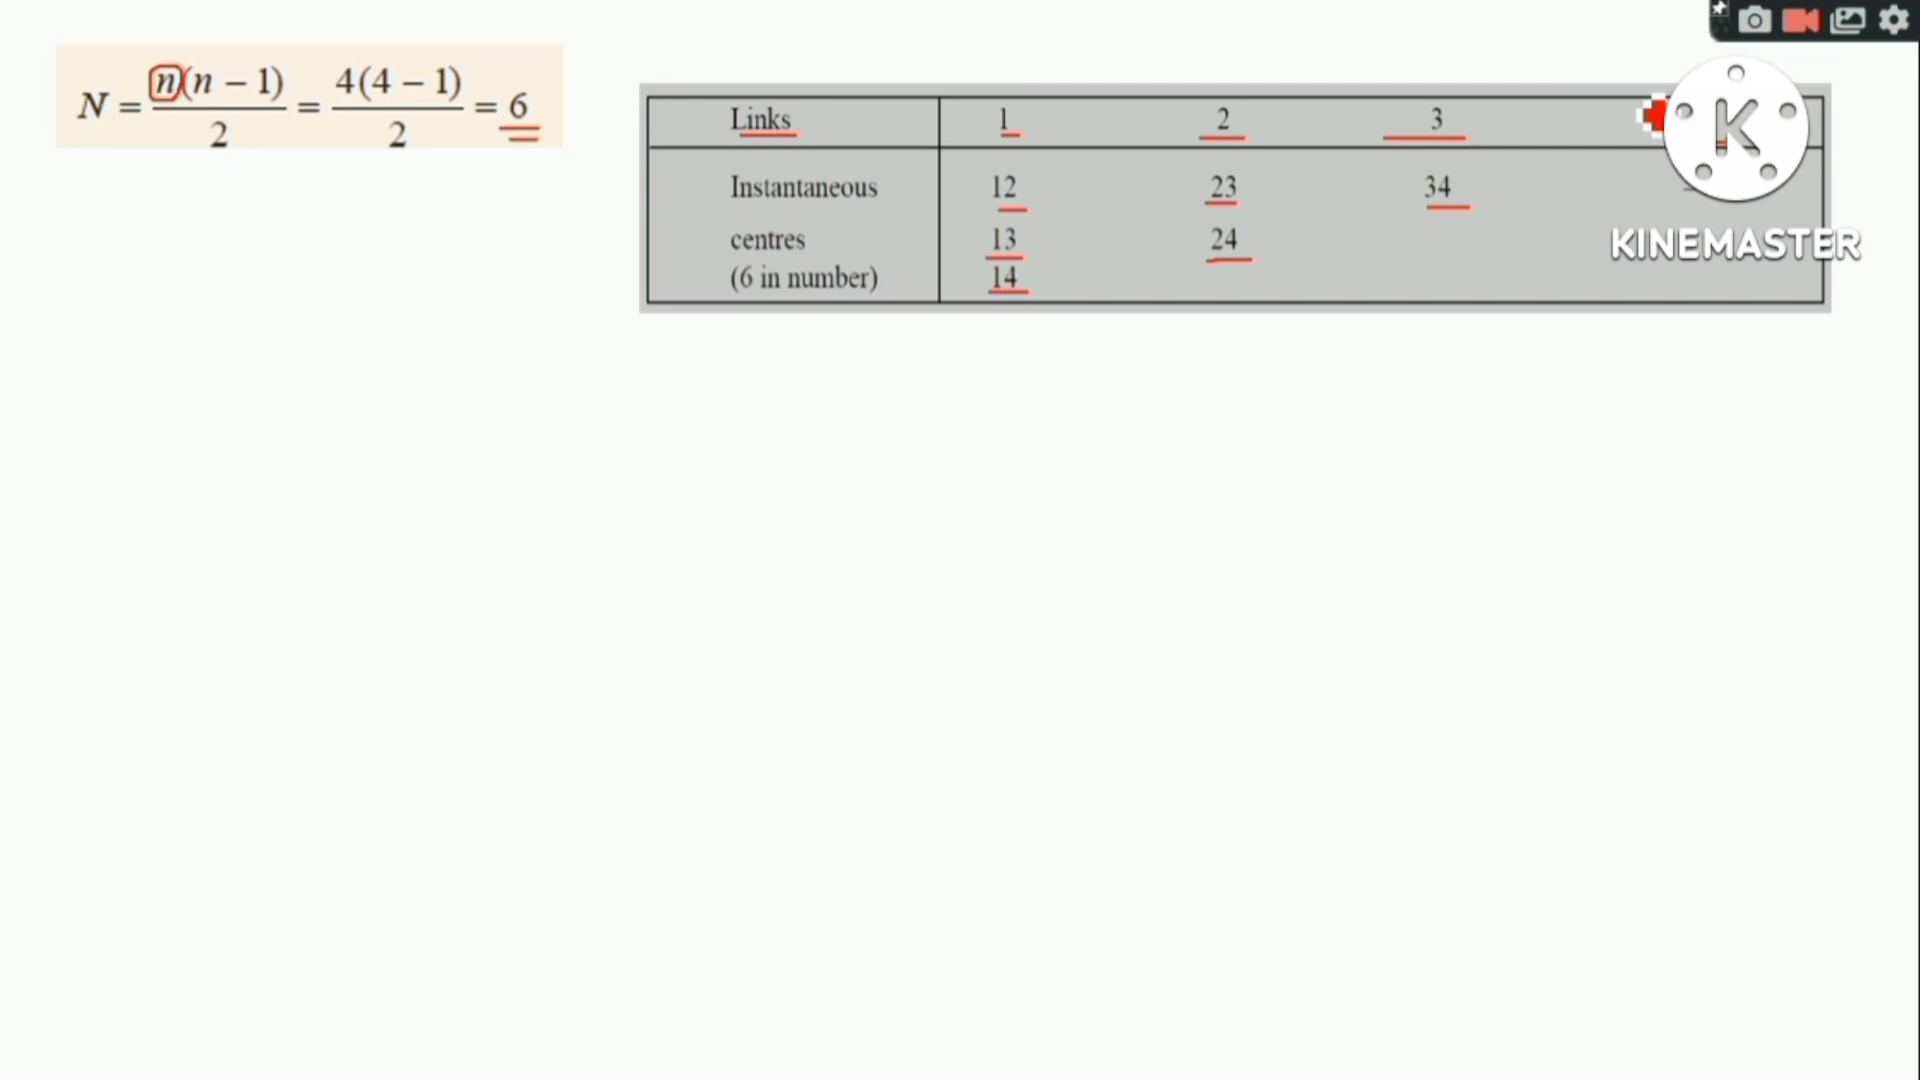 N = n(n – 1)/2 = 4(4 – 1)/2 = 6
Links 1 2 3
Instantaneous 12 23 34 –
centres 13 24
(6 in number) 14
K
KINEMASTER